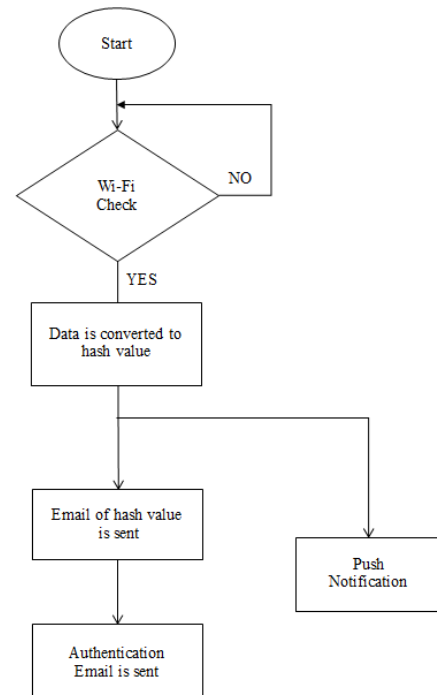 Start
Wi-Fi
Check
NO
YES
Data is converted to
hash value
Email of hash value
is sent
Push
Notification
Authentication
Email is sent